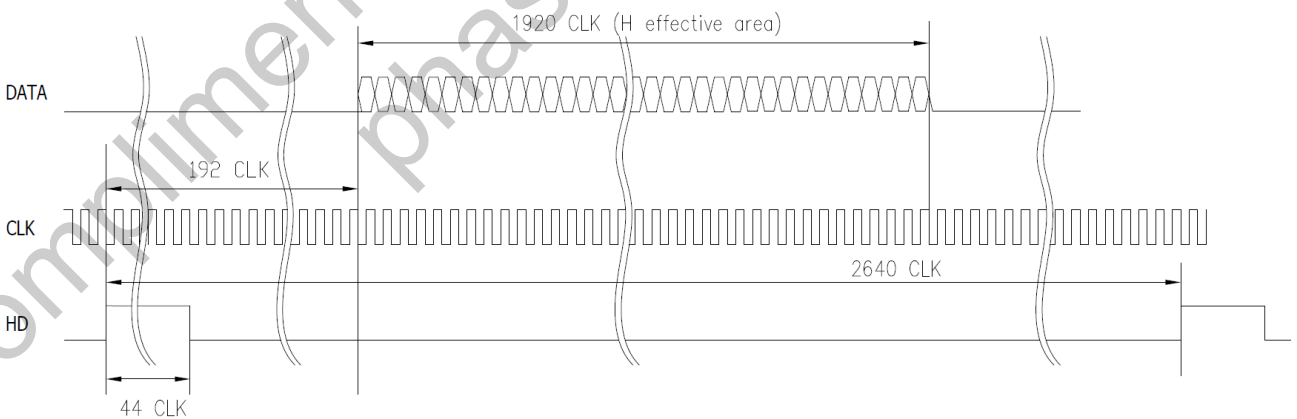 1920 CLK (H effective area)
DATA
192 CLK
CLK
2640 CLK
HD
44 CLK